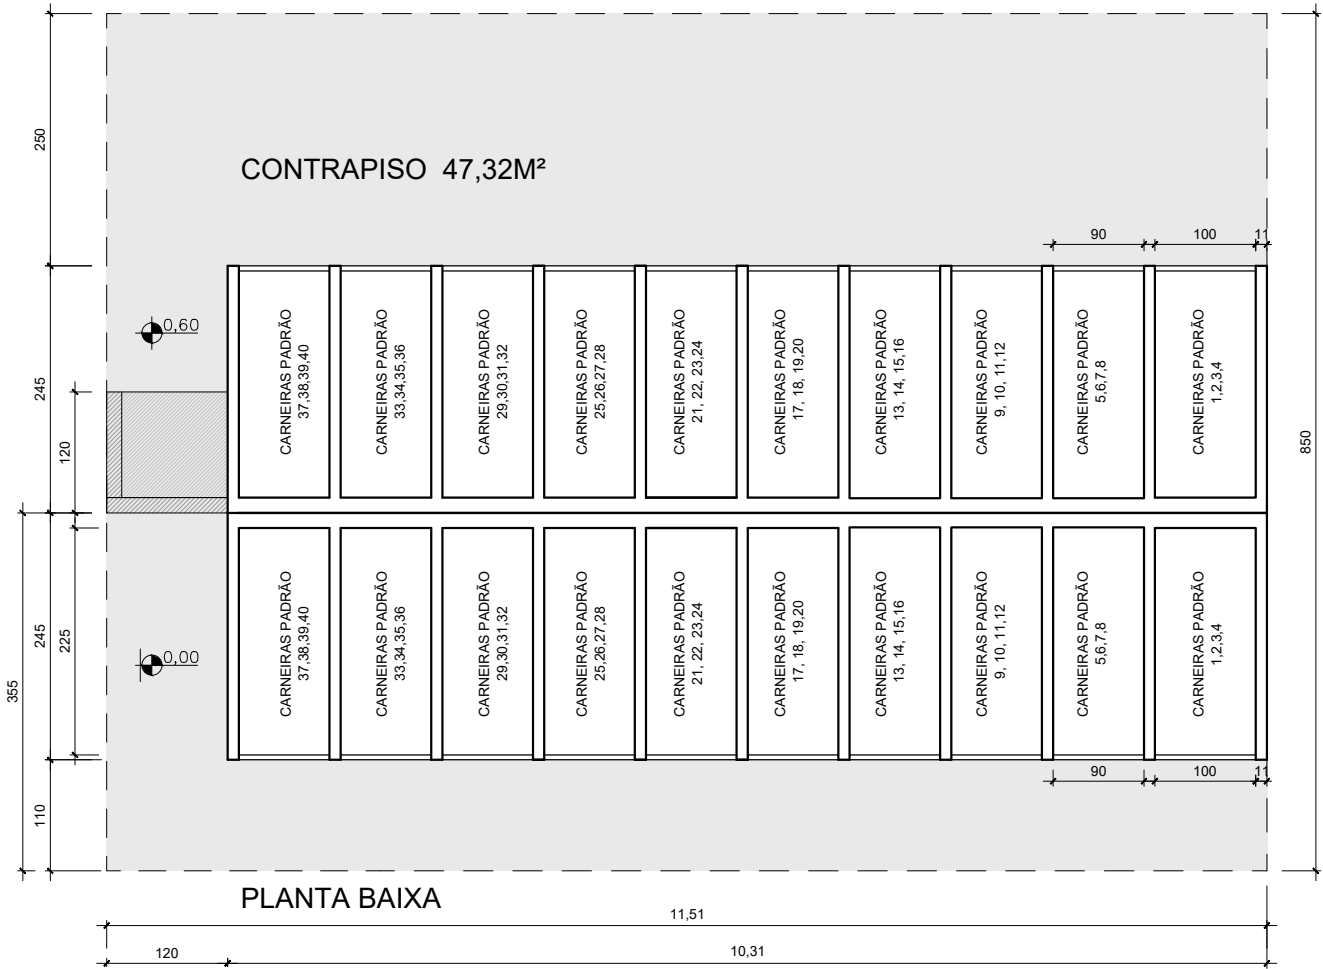 250
CONTRAPISO 47,32M²
90
100
11
0,60
245
120
850
CARNEIRAS PADRÃO
37,38,39,40
CARNEIRAS PADRÃO
33,34,35,36
CARNEIRAS PADRÃO
29,30,31,32
CARNEIRAS PADRÃO
25,26,27,28
CARNEIRAS PADRÃO
21, 22, 23,24
CARNEIRAS PADRÃO
17, 18, 19,20
CARNEIRAS PADRÃO
13, 14, 15,16
CARNEIRAS PADRÃO
9, 10, 11,12
CARNEIRAS PADRÃO
5,6,7,8
CARNEIRAS PADRÃO
1,2,3,4
355
245
225
0,00
CARNEIRAS PADRÃO
37,38,39,40
CARNEIRAS PADRÃO
33,34,35,36
CARNEIRAS PADRÃO
29,30,31,32
CARNEIRAS PADRÃO
25,26,27,28
CARNEIRAS PADRÃO
21, 22, 23,24
CARNEIRAS PADRÃO
17, 18, 19,20
CARNEIRAS PADRÃO
13, 14, 15,16
CARNEIRAS PADRÃO
9, 10, 11,12
CARNEIRAS PADRÃO
5,6,7,8
CARNEIRAS PADRÃO
1,2,3,4
90
100
11
110
PLANTA BAIXA
11,51
120
10,31